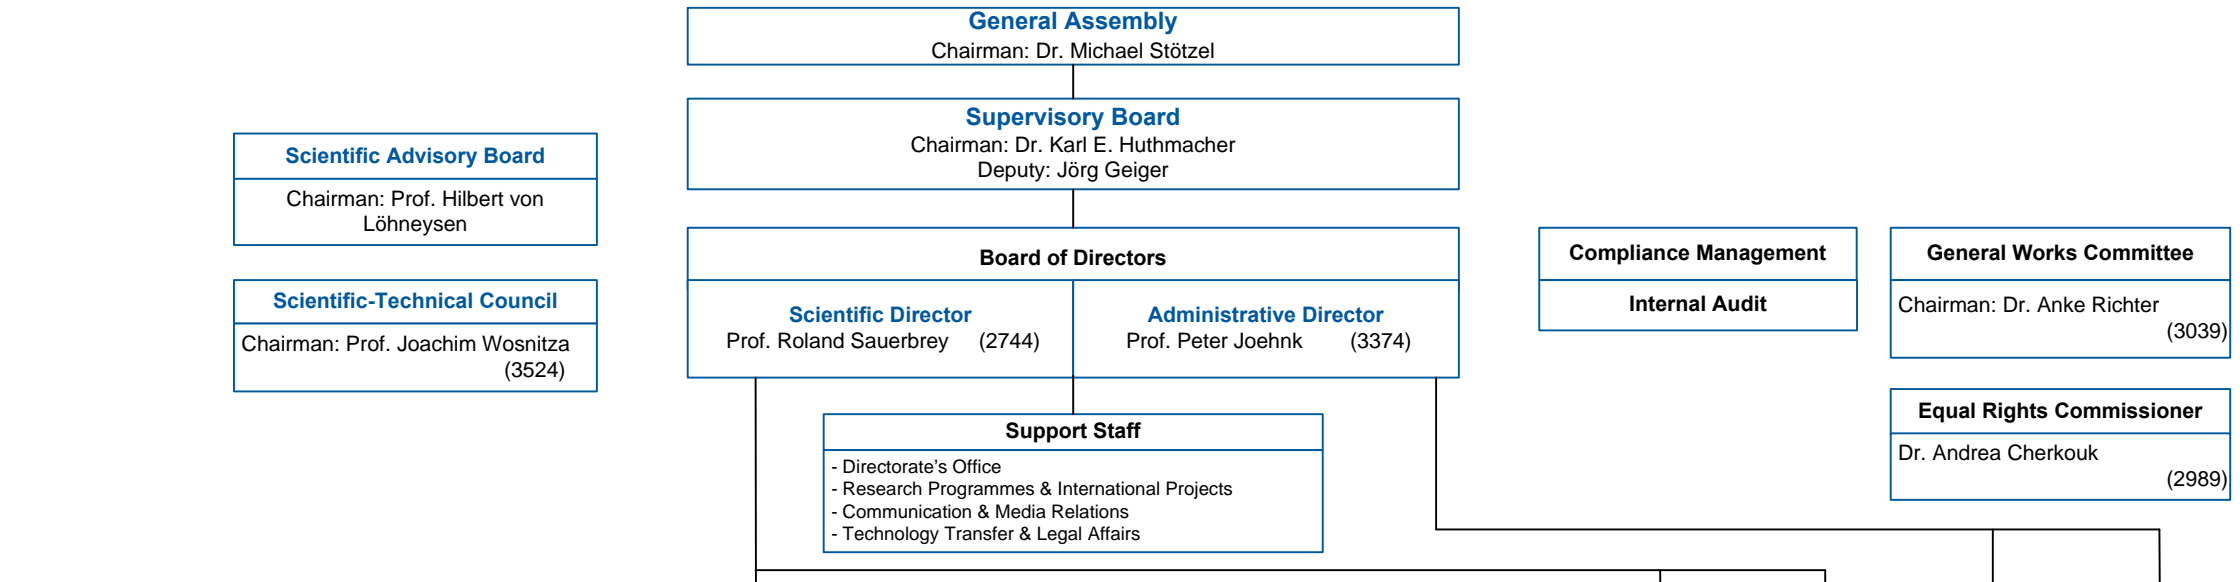 General Assembly
Chairman: Dr. Michael Stötzel
Supervisory Board
Chairman: Dr. Karl E. Huthmacher
Deputy: Jörg Geiger
Scientific Advisory Board
Chairman: Prof. Hilbert von
Löhneysen
Scientific-Technical Council
Chairman: Prof. Joachim Wosnitza
(3524)
Board of Directors
Scientific Director
Prof. Roland Sauerbrey (2744)
Administrative Director
Prof. Peter Joehnk (3374)
Compliance Management
Internal Audit
General Works Committee
Chairman: Dr. Anke Richter
(3039)
Equal Rights Commissioner
Dr. Andrea Cherkouk
(2989)
Support Staff
- Directorate's Office
- Research Programmes & International Projects
- Communication & Media Relations
- Technology Transfer & Legal Affairs